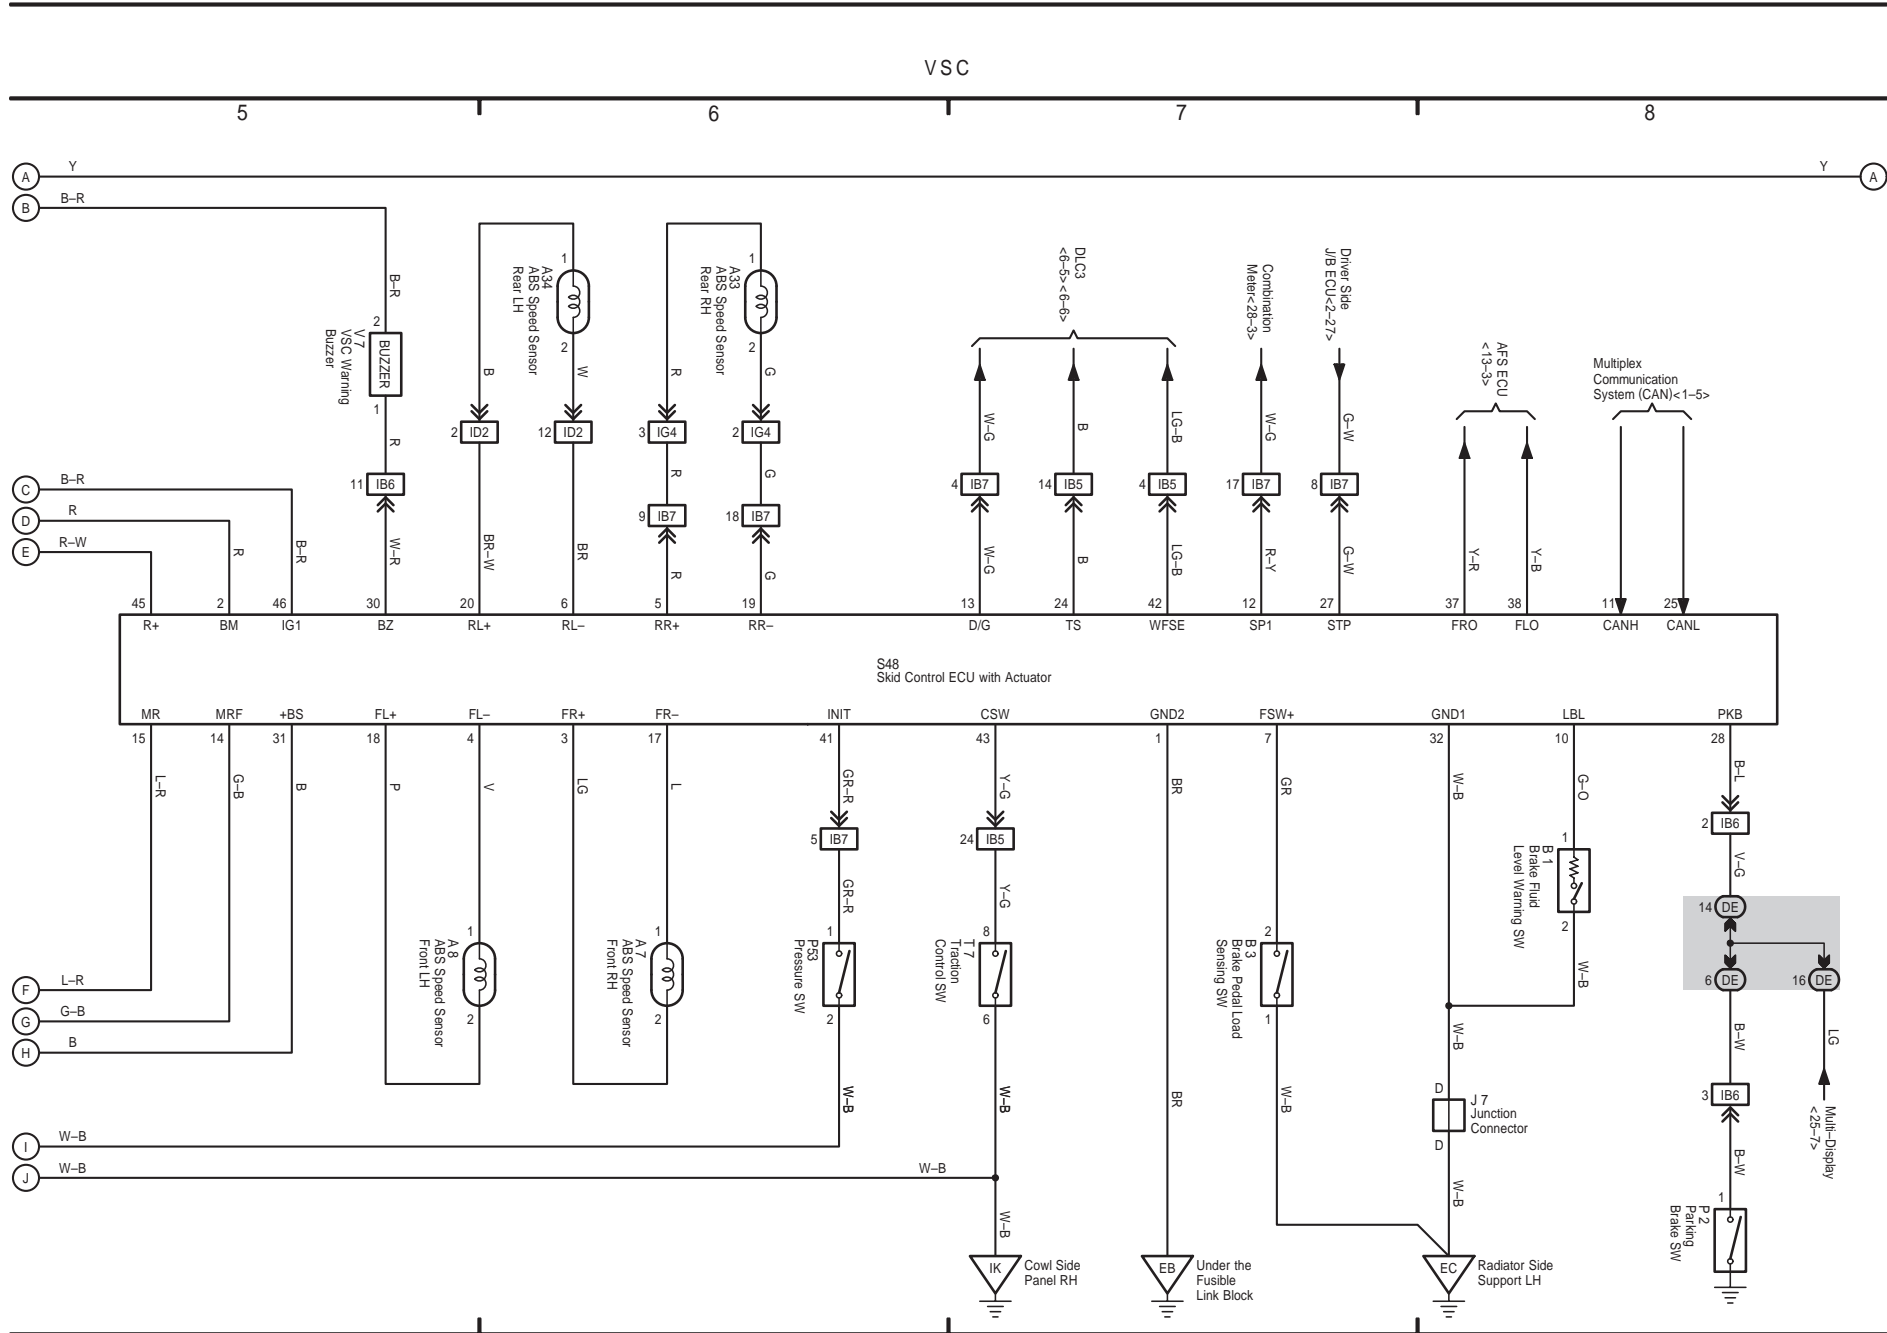 VSC
5 6 7 8
A Y Y A
B B–R
B–R
2
BUZZER
V 7
VSC Warning
Buzzer
1
R
11 IB6
W–R
A34
ABS Speed Sensor
Rear LH
1
2
B W
2 ID2 12 ID2
BR–W BR
A33
ABS Speed Sensor
Rear RH
1
2
R G
3 IG4 2 IG4
R G
9 IB7 18 IB7
R G
DLC3
<6–5><6–6>
W–G B LG–B
4 IB7 14 IB5 4 IB5
W–G B LG–B
Combination
Meter<28–3>
W–G
17 IB7
R–Y
Driver Side
J/B ECU<2–27>
G–W
8 IB7
G–W
AFS ECU
<13–3>
Y–R Y–B
Multiplex
Communication
System (CAN)<1–5>
C B–R
D R
E R–W
R B–R
45 2 46 30 20 6 5 19 13 24 42 12 27 37 38 11 25
R+ BM IG1 BZ RL+ RL– RR+ RR– D/G TS WFSE SP1 STP FRO FLO CANH CANL
S48
Skid Control ECU with Actuator
MR MRF +BS FL+ FL– FR+ FR– INIT CSW GND2 FSW+ GND1 LBL PKB
15 14 31 18 4 3 17 41 43 1 7 32 10 28
L–R G–B B P V LG L GR–R Y–G BR GR W–B G–O B–L
5 IB7 24 IB5 2 IB6
GR–R Y–G V–G
1
A 8
ABS Speed Sensor
Front LH
2
1
A 7
ABS Speed Sensor
Front RH
2
1
P53
Pressure SW
2
8
T 7
Traction
Control SW
6
2
B 3
Brake Pedal Load
Sensing SW
1
1
B 1
Brake Fluid
Level Warning SW
2
W–B
14 DE
6 DE 16 DE
B–W LG
3 IB6
B–W
Multi–Display
<25–7>
1
P 2
Parking
Brake SW
F L–R
G G–B
H B
W–B W–B BR W–B W–B
D
J 7
Junction
Connector
D
W–B
I W–B
J W–B W–B
W–B
IK Cowl Side
Panel RH
EB Under the
Fusible
Link Block
EC Radiator Side
Support LH